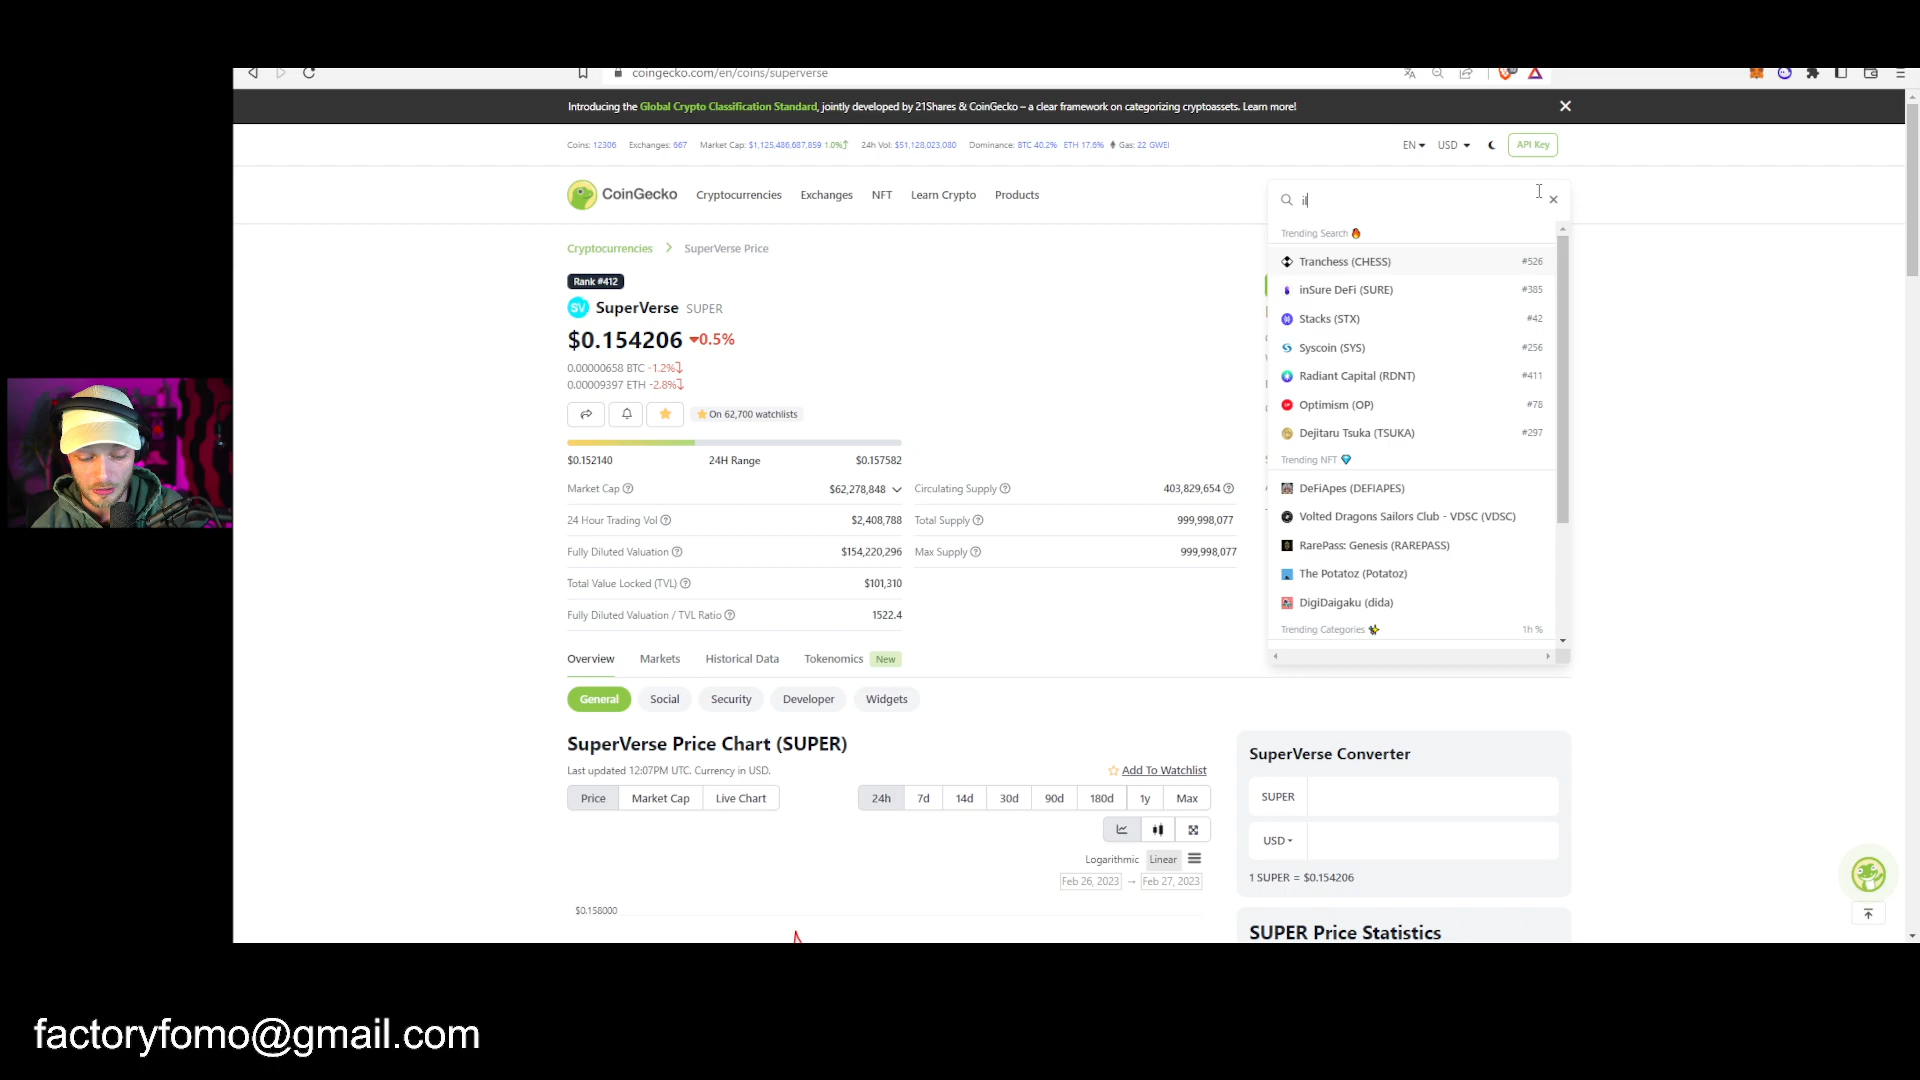 coingecko.com/en/coins/superverse
Introducing the Global Crypto Classification Standard, jointly developed by 21Shares & CoinGecko – a clear framework on categorizing cryptoassets. Learn more!
Coins: 12306 Exchanges: 667 Market Cap: $1,125,486,687,859 1.0% 24h Vol: $51,128,023,080 Dominance: BTC 40.2% ETH 17.6% Gas: 22 GWEI
EN USD API Key
CoinGecko Cryptocurrencies Exchanges NFT Learn Crypto Products
il
Trending Search
Tranchess (CHESS) #526
inSure DeFi (SURE) #385
Stacks (STX) #42
Syscoin (SYS) #256
Radiant Capital (RDNT) #411
Optimism (OP) #78
Dejitaru Tsuka (TSUKA) #297
Trending NFT
DeFiApes (DEFIAPES)
Volted Dragons Sailors Club - VDSC (VDSC)
RarePass: Genesis (RAREPASS)
The Potatoz (Potatoz)
DigiDaigaku (dida)
Trending Categories 1h %
Cryptocurrencies > SuperVerse Price
Rank #412
SV SuperVerse SUPER
$0.154206 0.5%
0.00000658 BTC -1.2%
0.00009397 ETH -2.8%
On 62,700 watchlists
$0.152140 24H Range $0.157582
Market Cap $62,278,848 Circulating Supply 403,829,654
24 Hour Trading Vol $2,408,788 Total Supply 999,998,077
Fully Diluted Valuation $154,220,296 Max Supply 999,998,077
Total Value Locked (TVL) $101,310
Fully Diluted Valuation / TVL Ratio 1522.4
Overview Markets Historical Data Tokenomics New
General Social Security Developer Widgets
SuperVerse Price Chart (SUPER)
Last updated 12:07PM UTC. Currency in USD.
Add To Watchlist
Price Market Cap Live Chart 24h 7d 14d 30d 90d 180d 1y Max
Logarithmic Linear
Feb 26, 2023 → Feb 27, 2023
$0.158000
SuperVerse Converter
SUPER
USD
1 SUPER = $0.154206
SUPER Price Statistics
factoryfomo@gmail.com